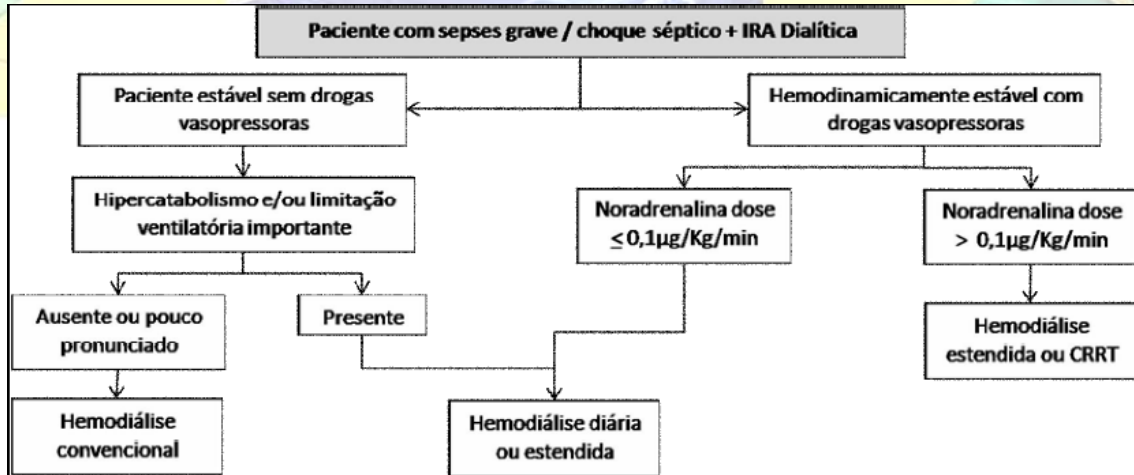 Paciente com sepses grave / choque séptico + IRA Dialítica
Paciente estável sem drogas
vasopressoras
Hemodinamicamente estável com
drogas vasopressoras
Hipercatabolismo e/ou limitação
ventilatória importante
Noradrenalina dose
≤ 0,1µg/Kg/min
Noradrenalina dose
> 0,1µg/Kg/min
Ausente ou pouco
pronunciado
Presente
Hemodiálise
estendida ou CRRT
Hemodiálise
convencional
Hemodiálise diária
ou estendida